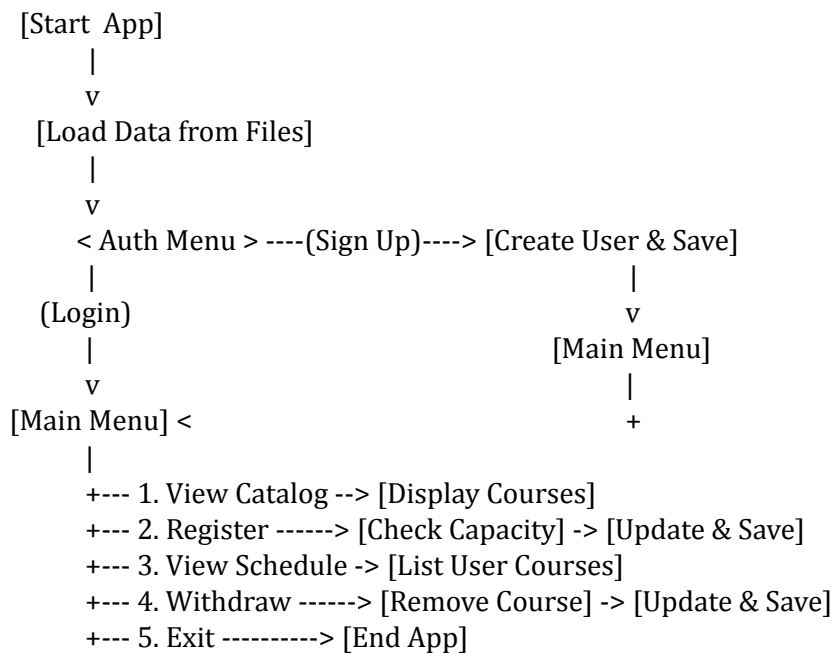 [Start App]
|
v
[Load Data from Files]
|
v
< Auth Menu > ----(Sign Up)----> [Create User & Save]
| |
(Login) v
| [Main Menu]
v |
[Main Menu] < +
|
+--- 1. View Catalog --> [Display Courses]
+--- 2. Register ------> [Check Capacity] -> [Update & Save]
+--- 3. View Schedule -> [List User Courses]
+--- 4. Withdraw ------> [Remove Course] -> [Update & Save]
+--- 5. Exit ----------> [End App]